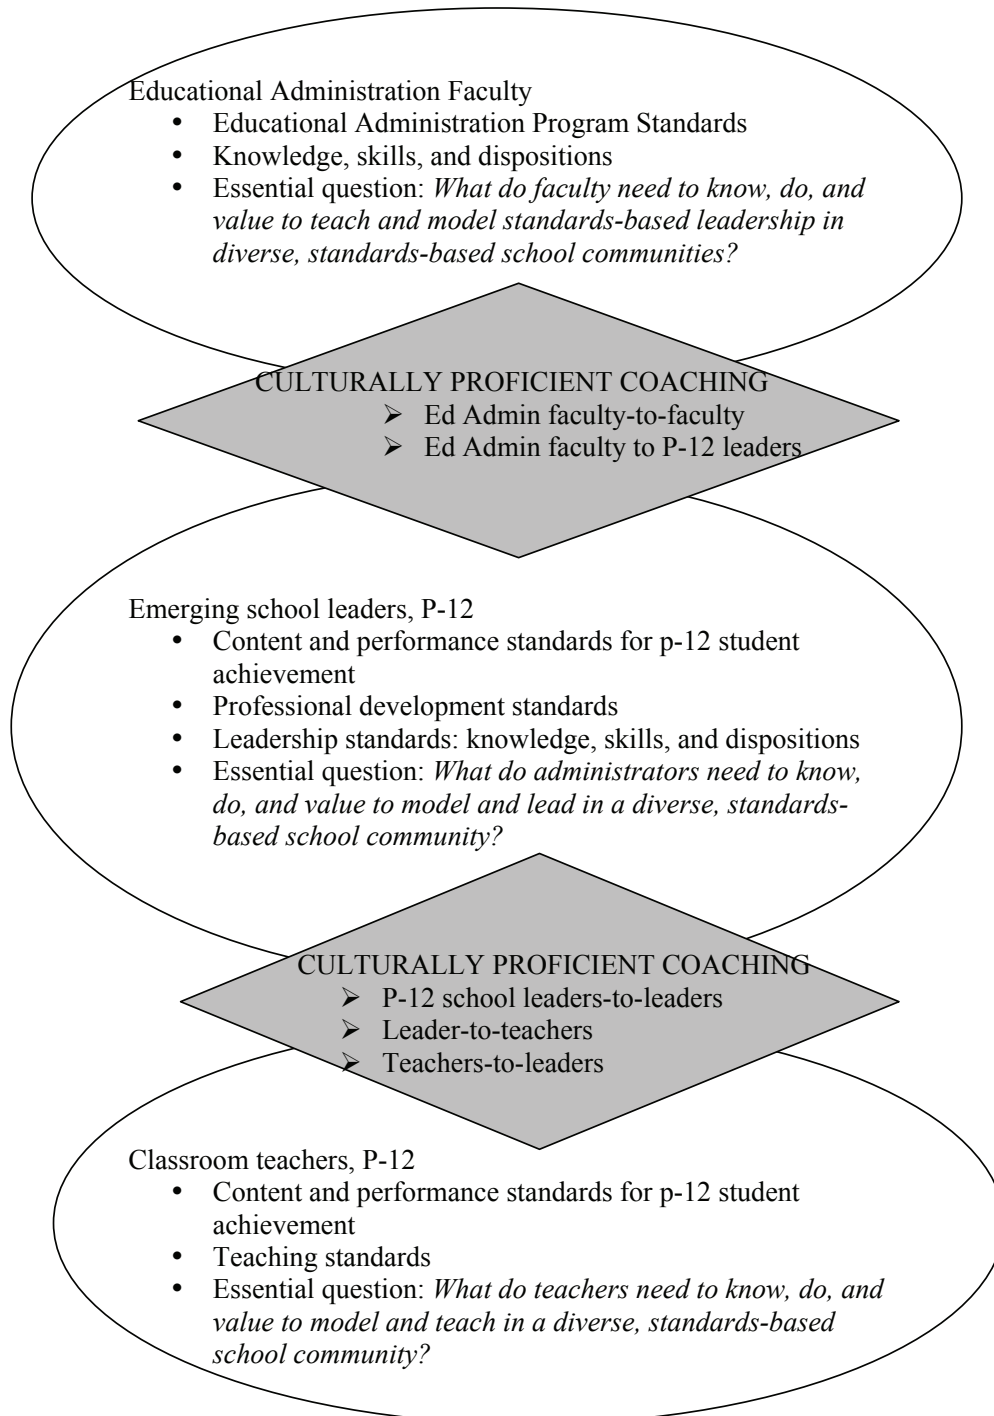 Educational Administration Faculty
• Educational Administration Program Standards
• Knowledge, skills, and dispositions
• Essential question: What do faculty need to know, do, and
value to teach and model standards-based leadership in
diverse, standards-based school communities?
CULTURALLY PROFICIENT COACHING
➢ Ed Admin faculty-to-faculty
➢ Ed Admin faculty to P-12 leaders
Emerging school leaders, P-12
• Content and performance standards for p-12 student
achievement
• Professional development standards
• Leadership standards: knowledge, skills, and dispositions
• Essential question: What do administrators need to know,
do, and value to model and lead in a diverse, standards-
based school community?
CULTURALLY PROFICIENT COACHING
➢ P-12 school leaders-to-leaders
➢ Leader-to-teachers
➢ Teachers-to-leaders
Classroom teachers, P-12
• Content and performance standards for p-12 student
achievement
• Teaching standards
• Essential question: What do teachers need to know, do, and
value to model and teach in a diverse, standards-based
school community?